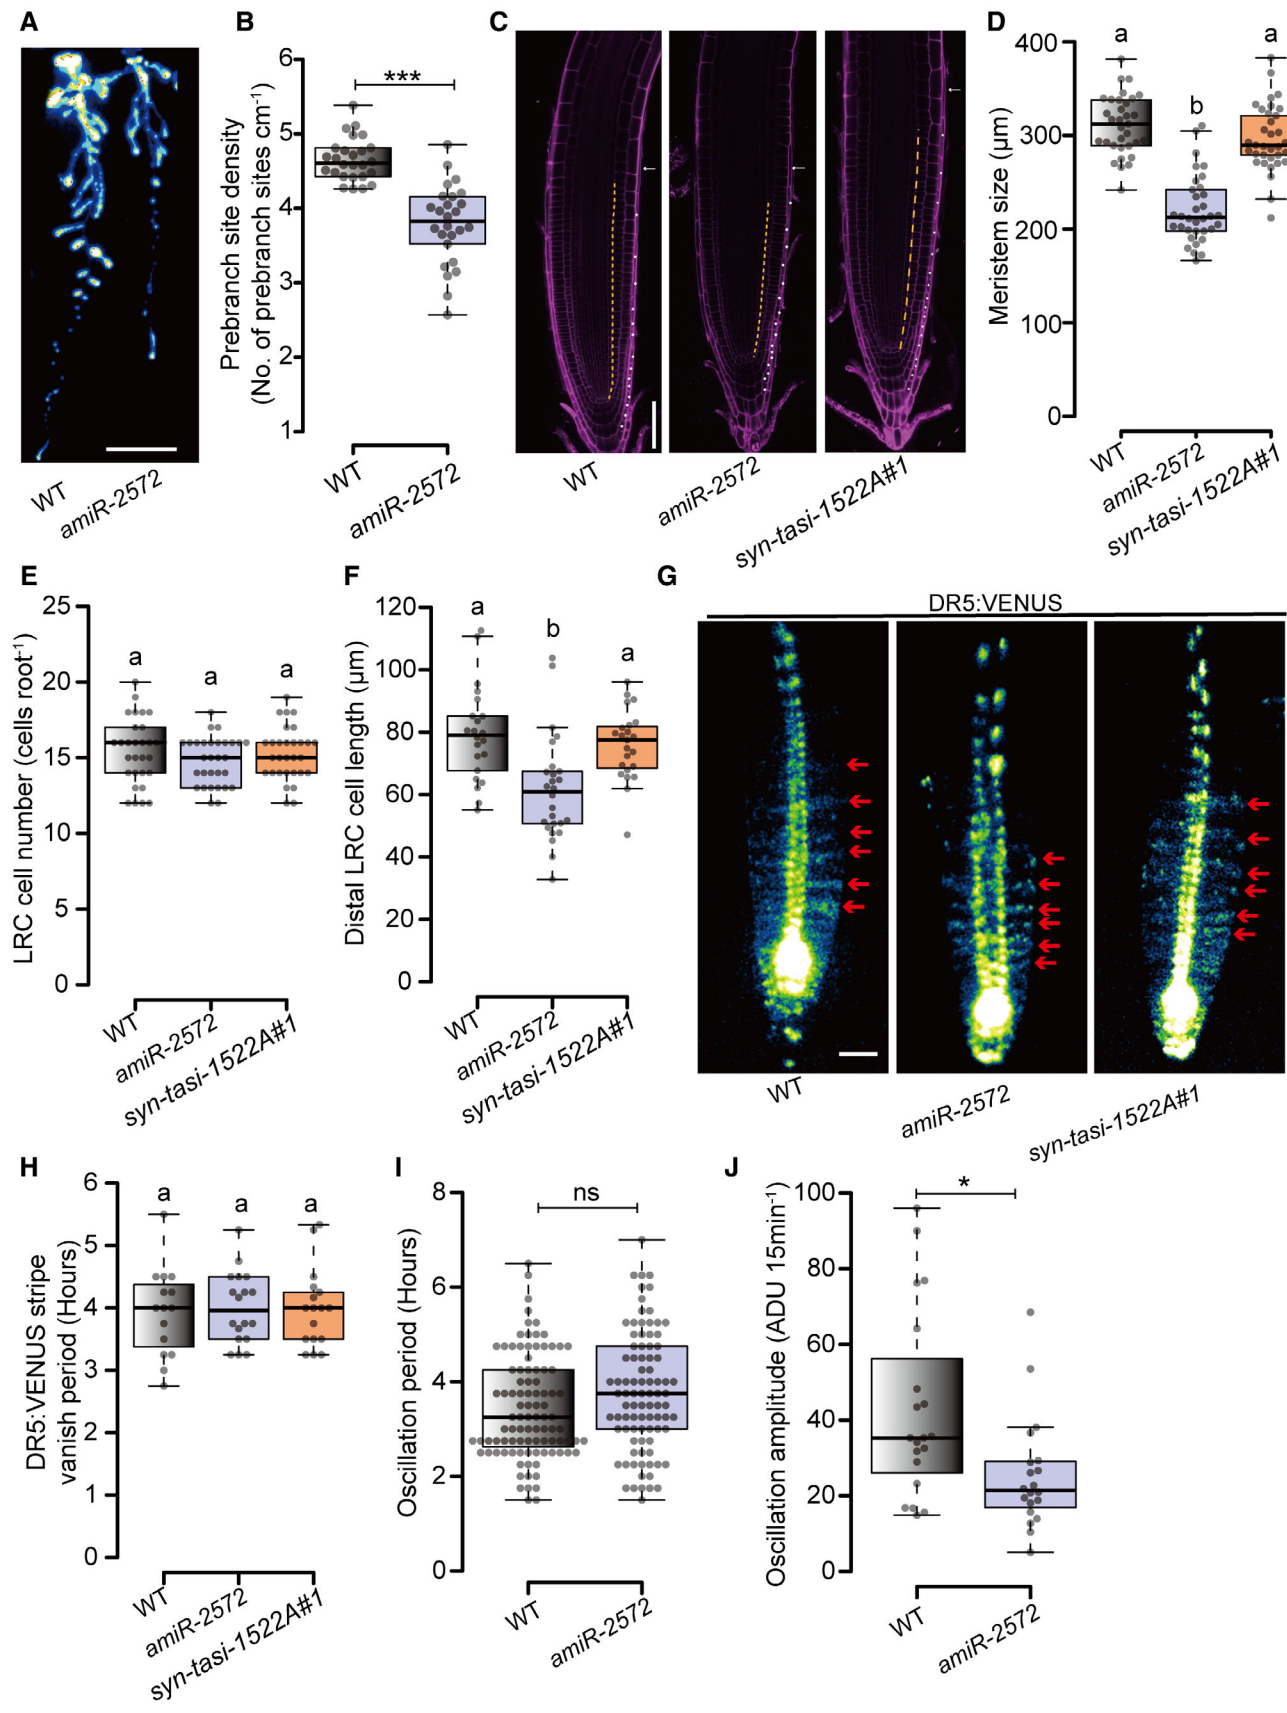 A
WT
amiR-2572
B
Prebranch site density
(No. of prebranch sites cm⁻¹)
6
5
4
3
2
1
***
WT
amiR-2572
C
WT
amiR-2572
syn-tasi-1522A#1
D
Meristem size (µm)
400
300
200
100
0
a
b
a
WT
amiR-2572
syn-tasi-1522A#1
E
LRC cell number (cells root⁻¹)
25
20
15
10
5
0
a
a
a
WT
amiR-2572
syn-tasi-1522A#1
F
Distal LRC cell length (µm)
120
100
80
60
40
20
0
a
b
a
WT
amiR-2572
syn-tasi-1522A#1
G
DR5:VENUS
WT
amiR-2572
syn-tasi-1522A#1
H
DR5:VENUS stripe
vanish period (Hours)
6
5
4
3
2
1
0
a
a
a
WT
amiR-2572
syn-tasi-1522A#1
I
Oscillation period (Hours)
8
6
4
2
0
ns
WT
amiR-2572
J
Oscillation amplitude (ADU 15min⁻¹)
100
80
60
40
20
0
*
WT
amiR-2572